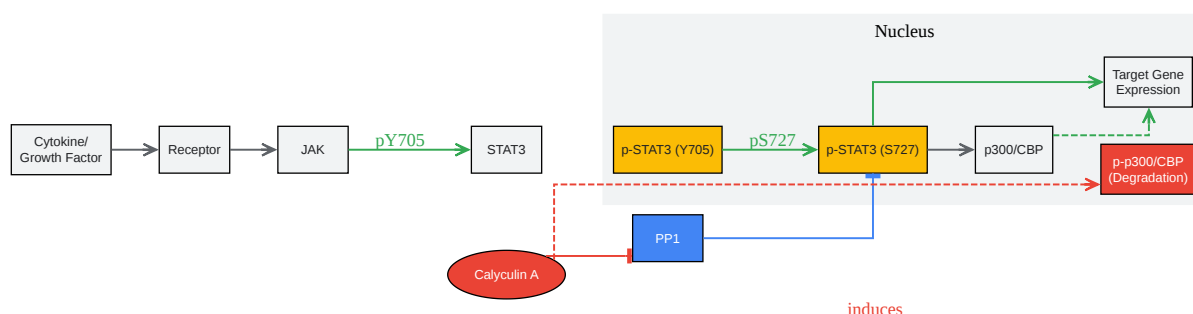 Nucleus
Target Gene
Expression
Cytokine/
Growth Factor
Receptor
JAK
pY705
STAT3
p-STAT3 (Y705)
pS727
p-STAT3 (S727)
p300/CBP
p-p300/CBP
(Degradation)
PP1
Calyculin A
induces